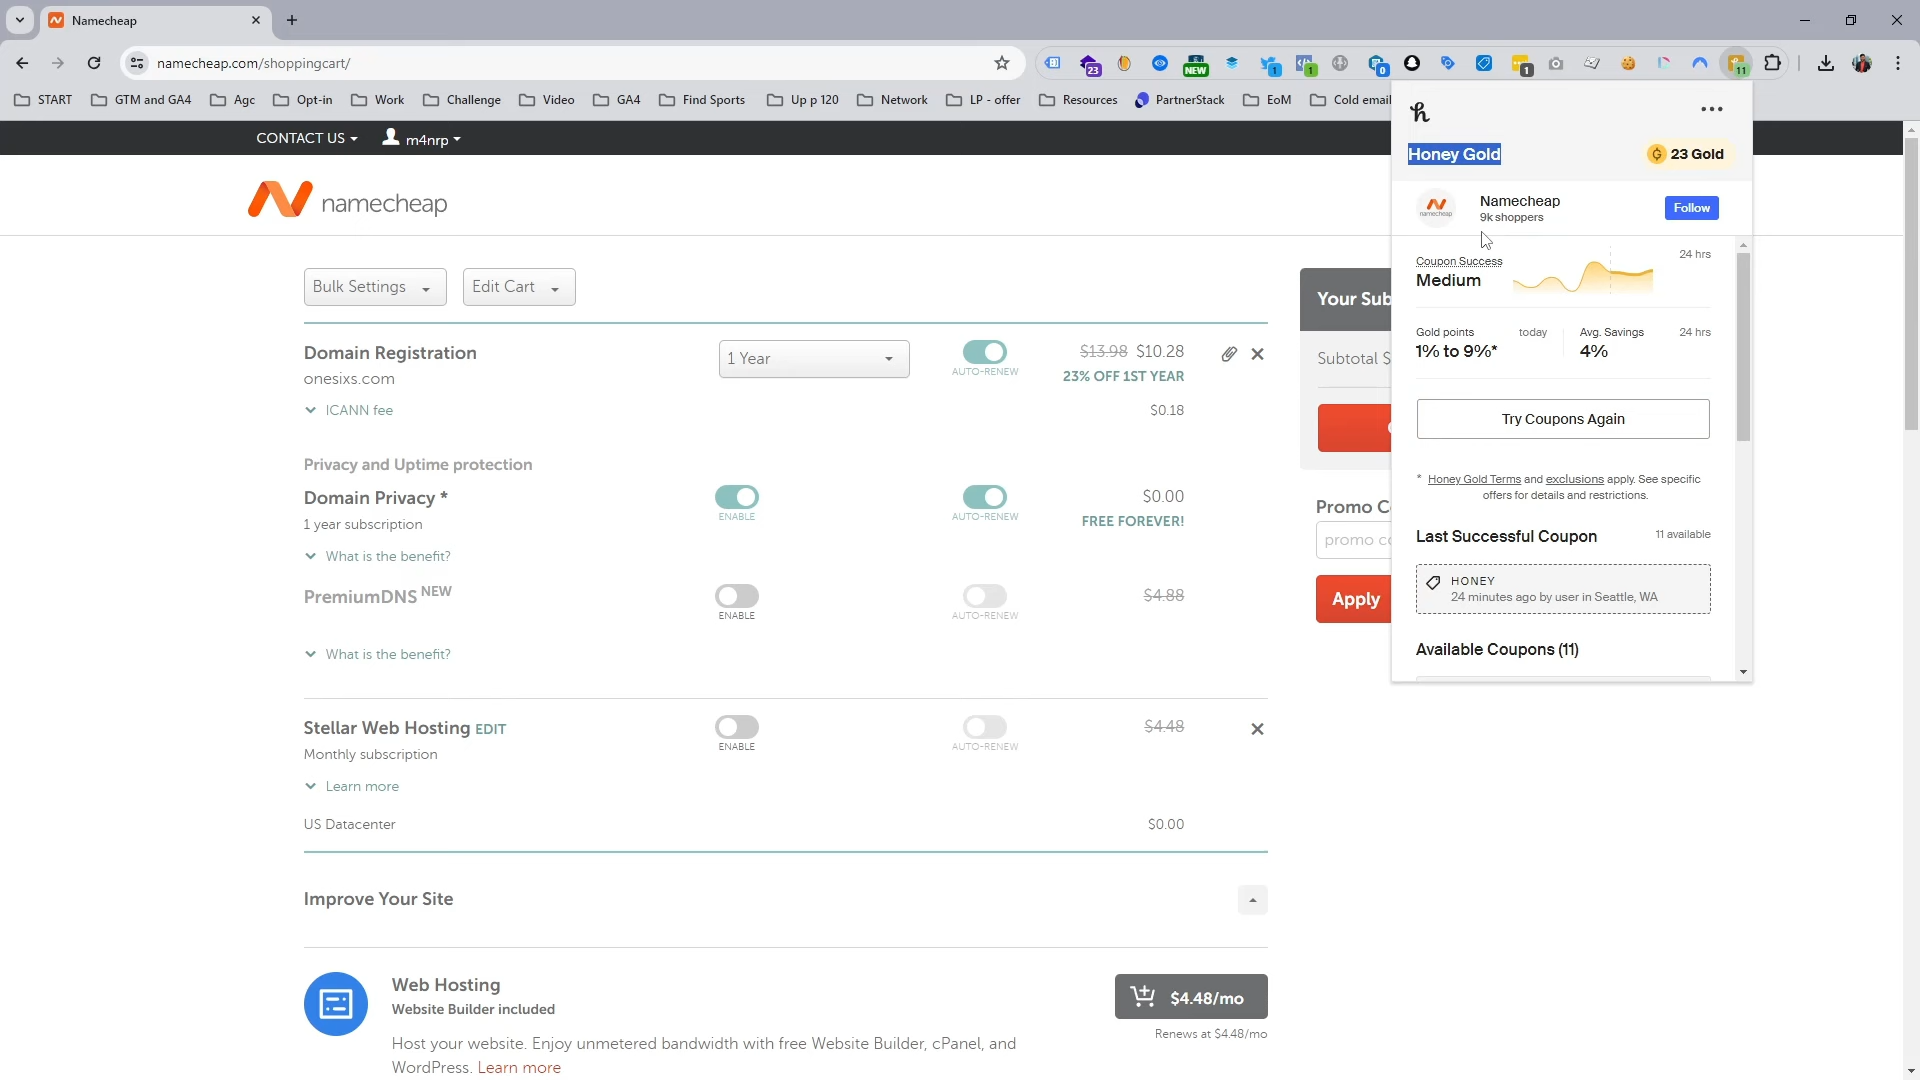 Namecheap
namecheap.com/shoppingcart/
23
NEW
1
1
0
1
11
START
GTM and GA4
Agc
Opt-in
Work
Challenge
Video
GA4
Find Sports
Up p 120
Network
LP - offer
Resources
PartnerStack
EoM
Cold email
CONTACT US
m4nrp
namecheap
Bulk Settings
Edit Cart
Domain Registration
onesixs.com
1 Year
AUTO-RENEW
$13.98 $10.28
23% OFF 1ST YEAR
ICANN fee
$0.18
Privacy and Uptime protection
Domain Privacy *
1 year subscription
ENABLE
AUTO-RENEW
$0.00
FREE FOREVER!
What is the benefit?
PremiumDNS NEW
ENABLE
AUTO-RENEW
$4.88
What is the benefit?
Stellar Web Hosting EDIT
Monthly subscription
ENABLE
AUTO-RENEW
$4.48
Learn more
US Datacenter
$0.00
Improve Your Site
Web Hosting
Website Builder included
Host your website. Enjoy unmetered bandwidth with free Website Builder, cPanel, and
WordPress. Learn more
$4.48/mo
Renews at $4.48/mo
Your Sub
Subtotal $
Promo C
promo co
Apply
Honey Gold
23 Gold
namecheap
Namecheap
9k shoppers
Follow
Coupon Success
Medium
24 hrs
Gold points
today
1% to 9%*
Avg. Savings
24 hrs
4%
Try Coupons Again
* Honey Gold Terms and exclusions apply. See specific
offers for details and restrictions.
Last Successful Coupon
11 available
HONEY
24 minutes ago by user in Seattle, WA
Available Coupons (11)